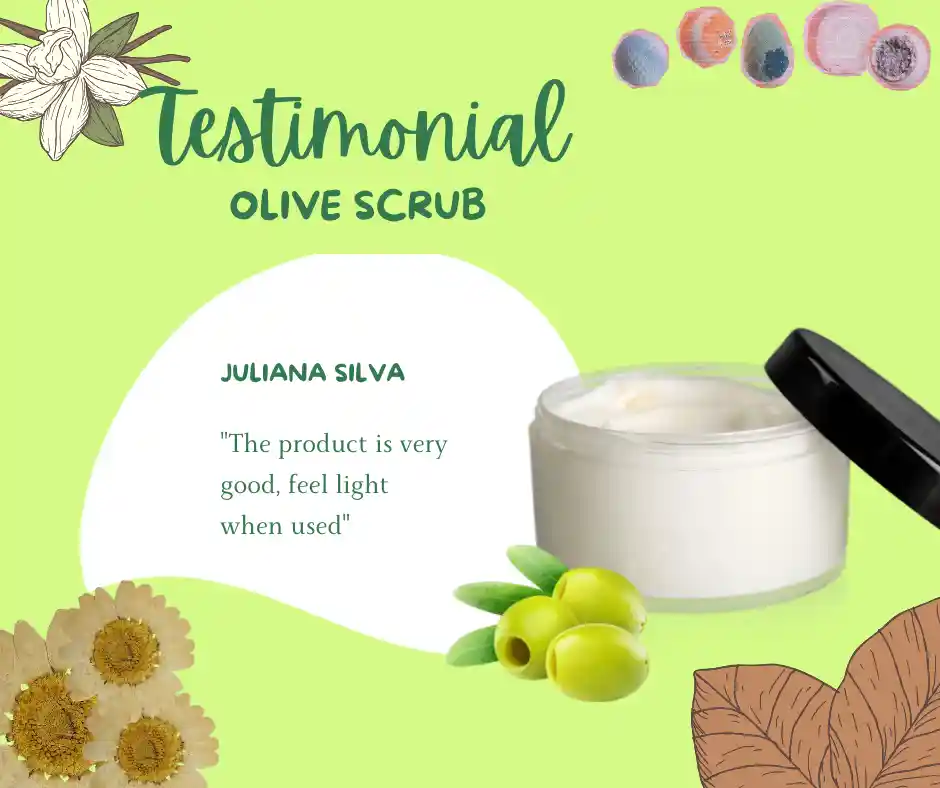 Testimonial
OLIVE SCRUB
JULIANA SILVA
"The product is very
good, feel light
when used"